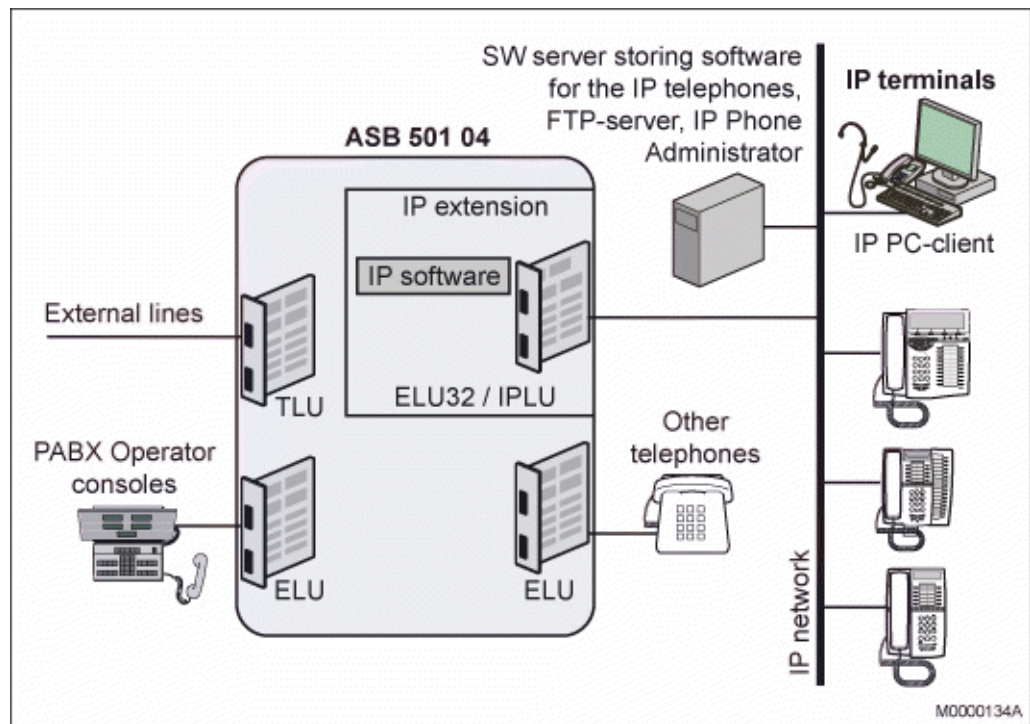 SW server storing software
for the IP telephones,
FTP-server, IP Phone
Administrator
IP terminals
ASB 501 04
IP extension
IP software
IP PC-client
External lines
TLU
ELU32 / IPLU
PABX Operator
consoles
Other
telephones
ELU
ELU
IP network
M0000134A